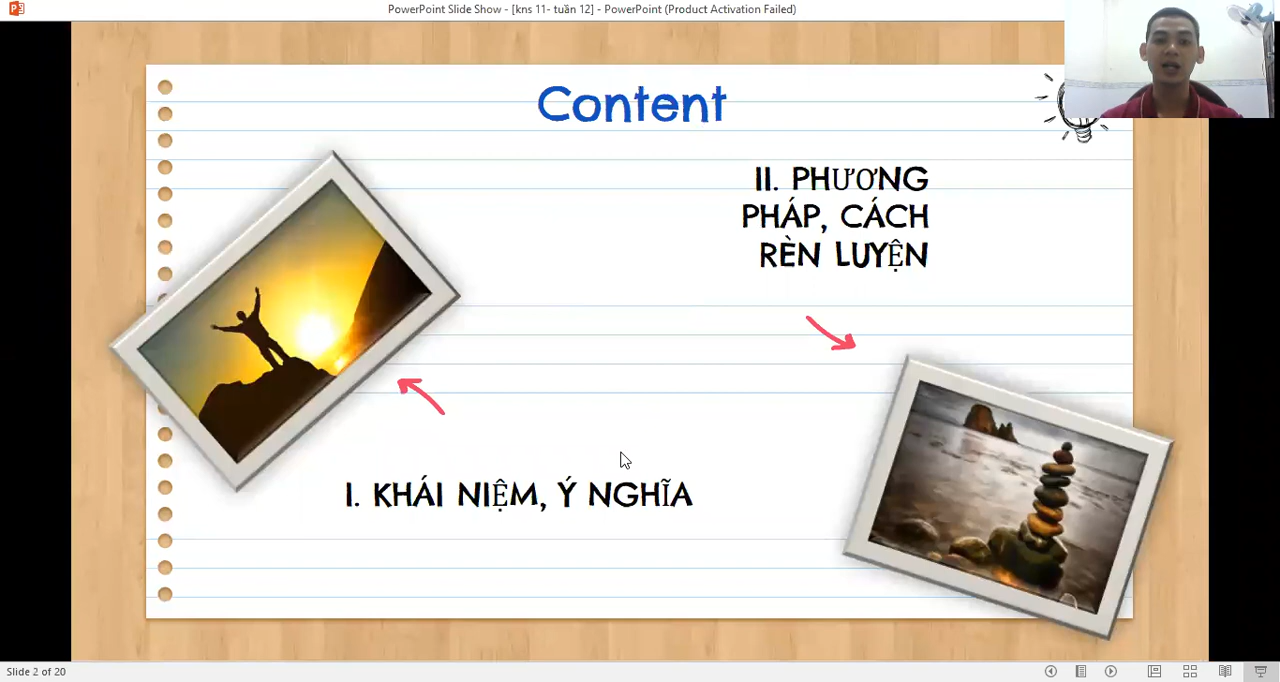 PowerPoint Slide Show - [kns 11- tuần 12] - PowerPoint (Product Activation Failed)
Content
II. PHƯƠNG
PHÁP, CÁCH
RÈN LUYỆN
I. KHÁI NIỆM, Ý NGHĨA
Slide 2 of 20